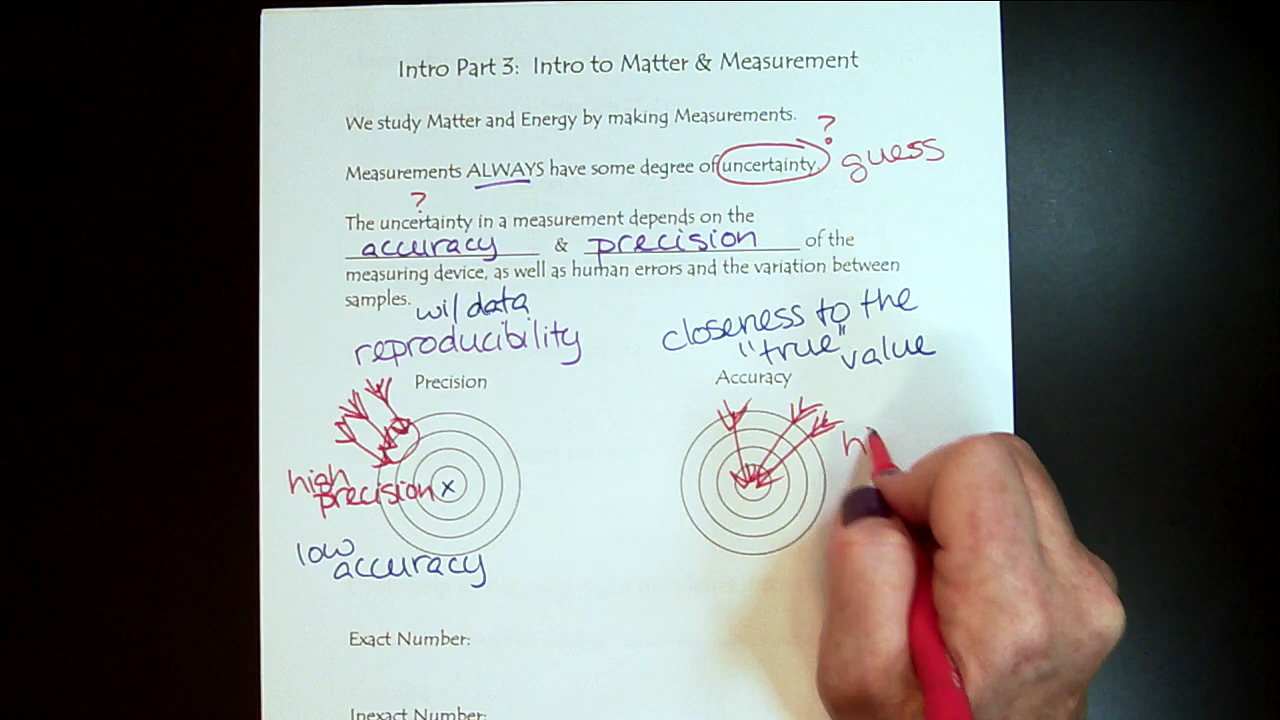 Intro Part 3: Intro to Matter & Measurement
We study Matter and Energy by making Measurements.
?
Measurements ALWAYS have some degree of uncertainty. guess
?
The uncertainty in a measurement depends on the
accuracy & precision of the
measuring device, as well as human errors and the variation between
samples.
w/ data
reproducibility
closeness to the
"true" value
Precision
Accuracy
high
precision
x
low
accuracy
h
Exact Number:
Inexact Number: